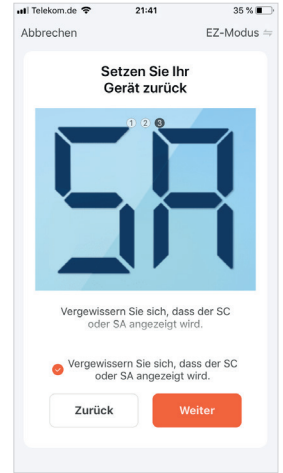 Telekom.de 21:41 35 %
Abbrechen EZ-Modus
Setzen Sie Ihr
Gerät zurück
1 2 3
SA
Vergewissern Sie sich, dass der SC
oder SA angezeigt wird.
Vergewissern Sie sich, dass der SC
oder SA angezeigt wird.
Zurück Weiter